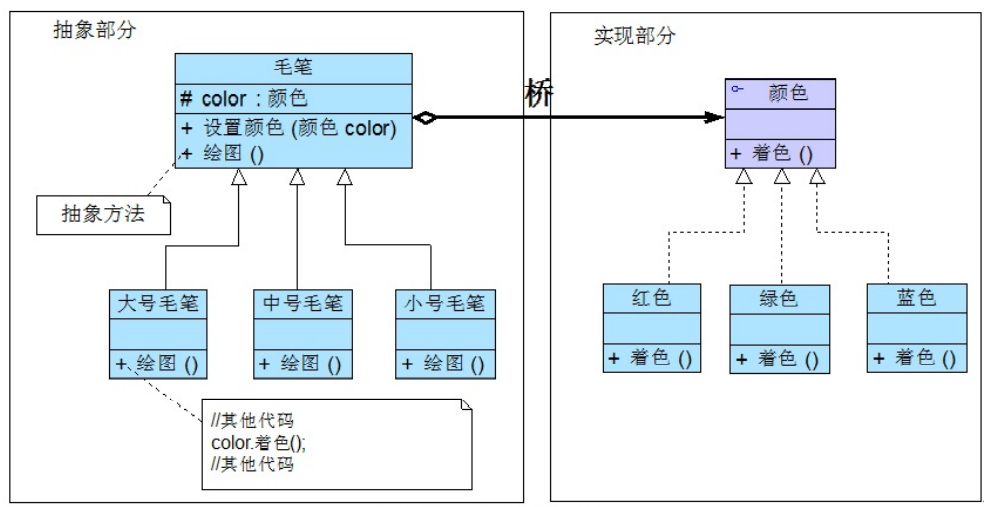 抽象部分
毛笔
# color : 颜色
+ 设置颜色 (颜色 color)
+ 绘图 ()
抽象方法
大号毛笔
+ 绘图 ()
中号毛笔
+ 绘图 ()
小号毛笔
+ 绘图 ()
//其他代码
color.着色();
//其他代码
桥
实现部分
颜色
+ 着色 ()
红色
+ 着色 ()
绿色
+ 着色 ()
蓝色
+ 着色 ()